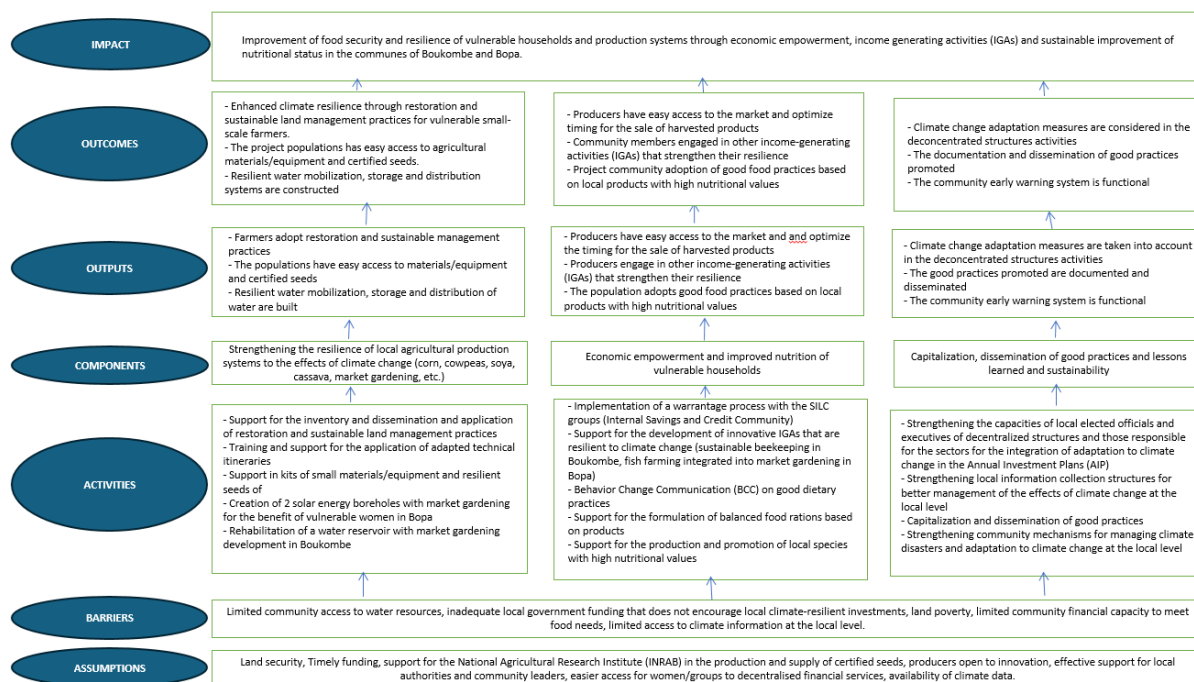 IMPACT
Improvement of food security and resilience of vulnerable households and production systems through economic empowerment, income generating activities (IGAs) and sustainable improvement of
nutritional status in the communes of Boukombe and Bopa.
OUTCOMES
- Enhanced climate resilience through restoration and
sustainable land management practices for vulnerable small-
scale farmers.
- The project populations has easy access to agricultural
materials/equipment and certified seeds.
- Resilient water mobilization, storage and distribution
systems are constructed
- Producers have easy access to the market and optimize
timing for the sale of harvested products
- Community members engaged in other income-generating
activities (IGAs) that strengthen their resilience
- Project community adoption of good food practices based
on local products with high nutritional values
- Climate change adaptation measures are considered in the
deconcentrated structures activities
- The documentation and dissemination of good practices
promoted
- The community early warning system is functional
OUTPUTS
- Farmers adopt restoration and sustainable management
practices
- The populations have easy access to materials/equipment
and certified seeds
- Resilient water mobilization, storage and distribution of
water are built
- Producers have easy access to the market and and optimize
the timing for the sale of harvested products
- Producers engage in other income-generating activities
(IGAs) that strengthen their resilience
- The population adopts good food practices based on local
products with high nutritional values
- Climate change adaptation measures are taken into account
in the deconcentrated structures activities
- The good practices promoted are documented and
disseminated
- The community early warning system is functional
COMPONENTS
Strengthening the resilience of local agricultural production
systems to the effects of climate change (corn, cowpeas, soya,
cassava, market gardening, etc.)
Economic empowerment and improved nutrition of
vulnerable households
Capitalization, dissemination of good practices and lessons
learned and sustainability
ACTIVITIES
- Support for the inventory and dissemination and application
of restoration and sustainable land management practices
- Training and support for the application of adapted technical
itineraries
- Support in kits of small materials/equipment and resilient
seeds of
- Creation of 2 solar energy boreholes with market gardening
for the benefit of vulnerable women in Bopa
- Rehabilitation of a water reservoir with market gardening
development in Boukombe
- Implementation of a warrantage process with the SILC
groups (Internal Savings and Credit Community)
- Support for the development of innovative IGAs that are
resilient to climate change (sustainable beekeeping in
Boukombe, fish farming integrated into market gardening in
Bopa)
- Behavior Change Communication (BCC) on good dietary
practices
- Support for the formulation of balanced food rations based
on products
- Support for the production and promotion of local species
with high nutritional values
- Strengthening the capacities of local elected officials and
executives of decentralized structures and those responsible
for the sectors for the integration of adaptation to climate
change in the Annual Investment Plans (AIP)
- Strengthening local information collection structures for
better management of the effects of climate change at the
local level
- Capitalization and dissemination of good practices
- Strengthening community mechanisms for managing climate
disasters and adaptation to climate change at the local level
BARRIERS
Limited community access to water resources, inadequate local government funding that does not encourage local climate-resilient investments, land poverty, limited community financial capacity to meet
food needs, limited access to climate information at the local level.
ASSUMPTIONS
Land security, Timely funding, support for the National Agricultural Research Institute (INRAB) in the production and supply of certified seeds, producers open to innovation, effective support for local
authorities and community leaders, easier access for women/groups to decentralised financial services, availability of climate data.